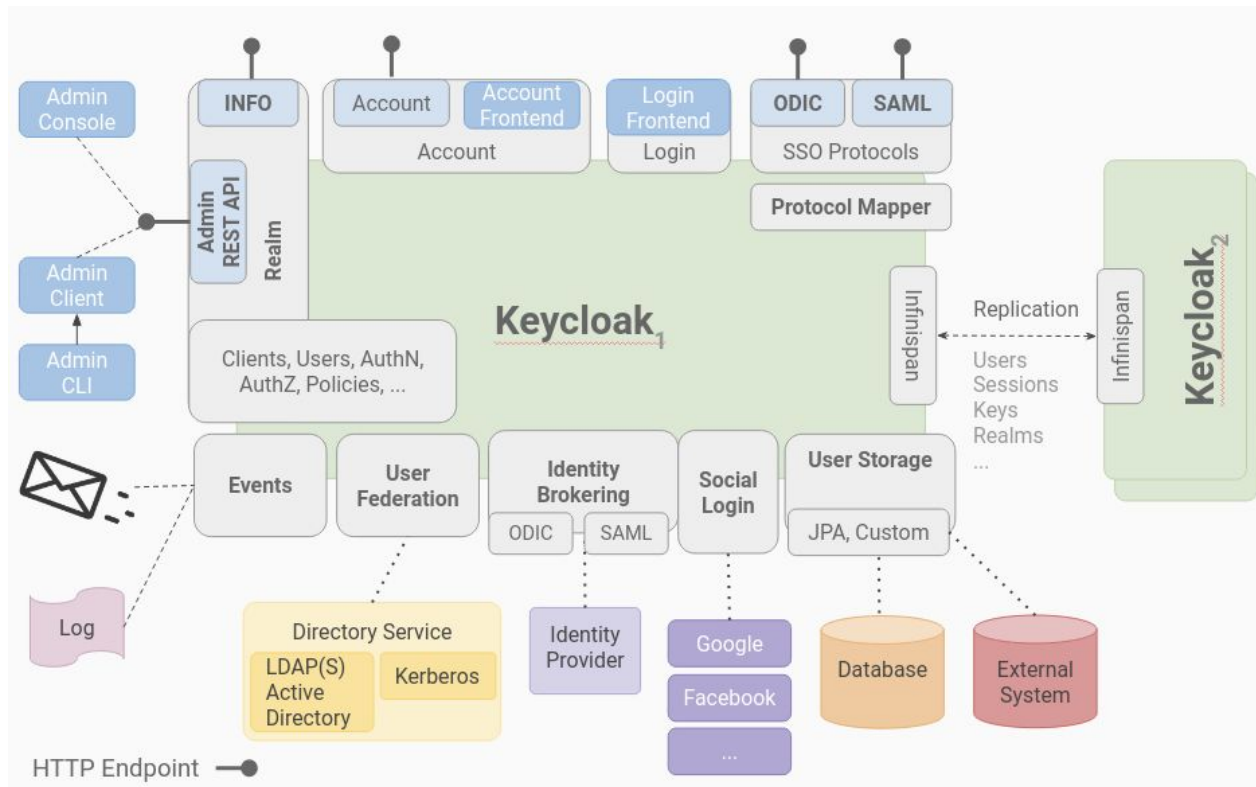 Admin
Console
INFO
Account
Account
Frontend
Account
Login
Frontend
Login
ODIC
SAML
SSO Protocols
Protocol Mapper
Admin
REST API
Realm
Admin
Client
Admin
CLI
Clients, Users, AuthN,
AuthZ, Policies, ...
Keycloak1
Infinispan
Replication
Users
Sessions
Keys
Realms
...
Infinispan
Keycloak2
Events
User
Federation
Identity
Brokering
ODIC
SAML
Social
Login
User Storage
JPA, Custom
Log
Directory Service
LDAP(S)
Active
Directory
Kerberos
Identity
Provider
Google
Facebook
...
Database
External
System
HTTP Endpoint